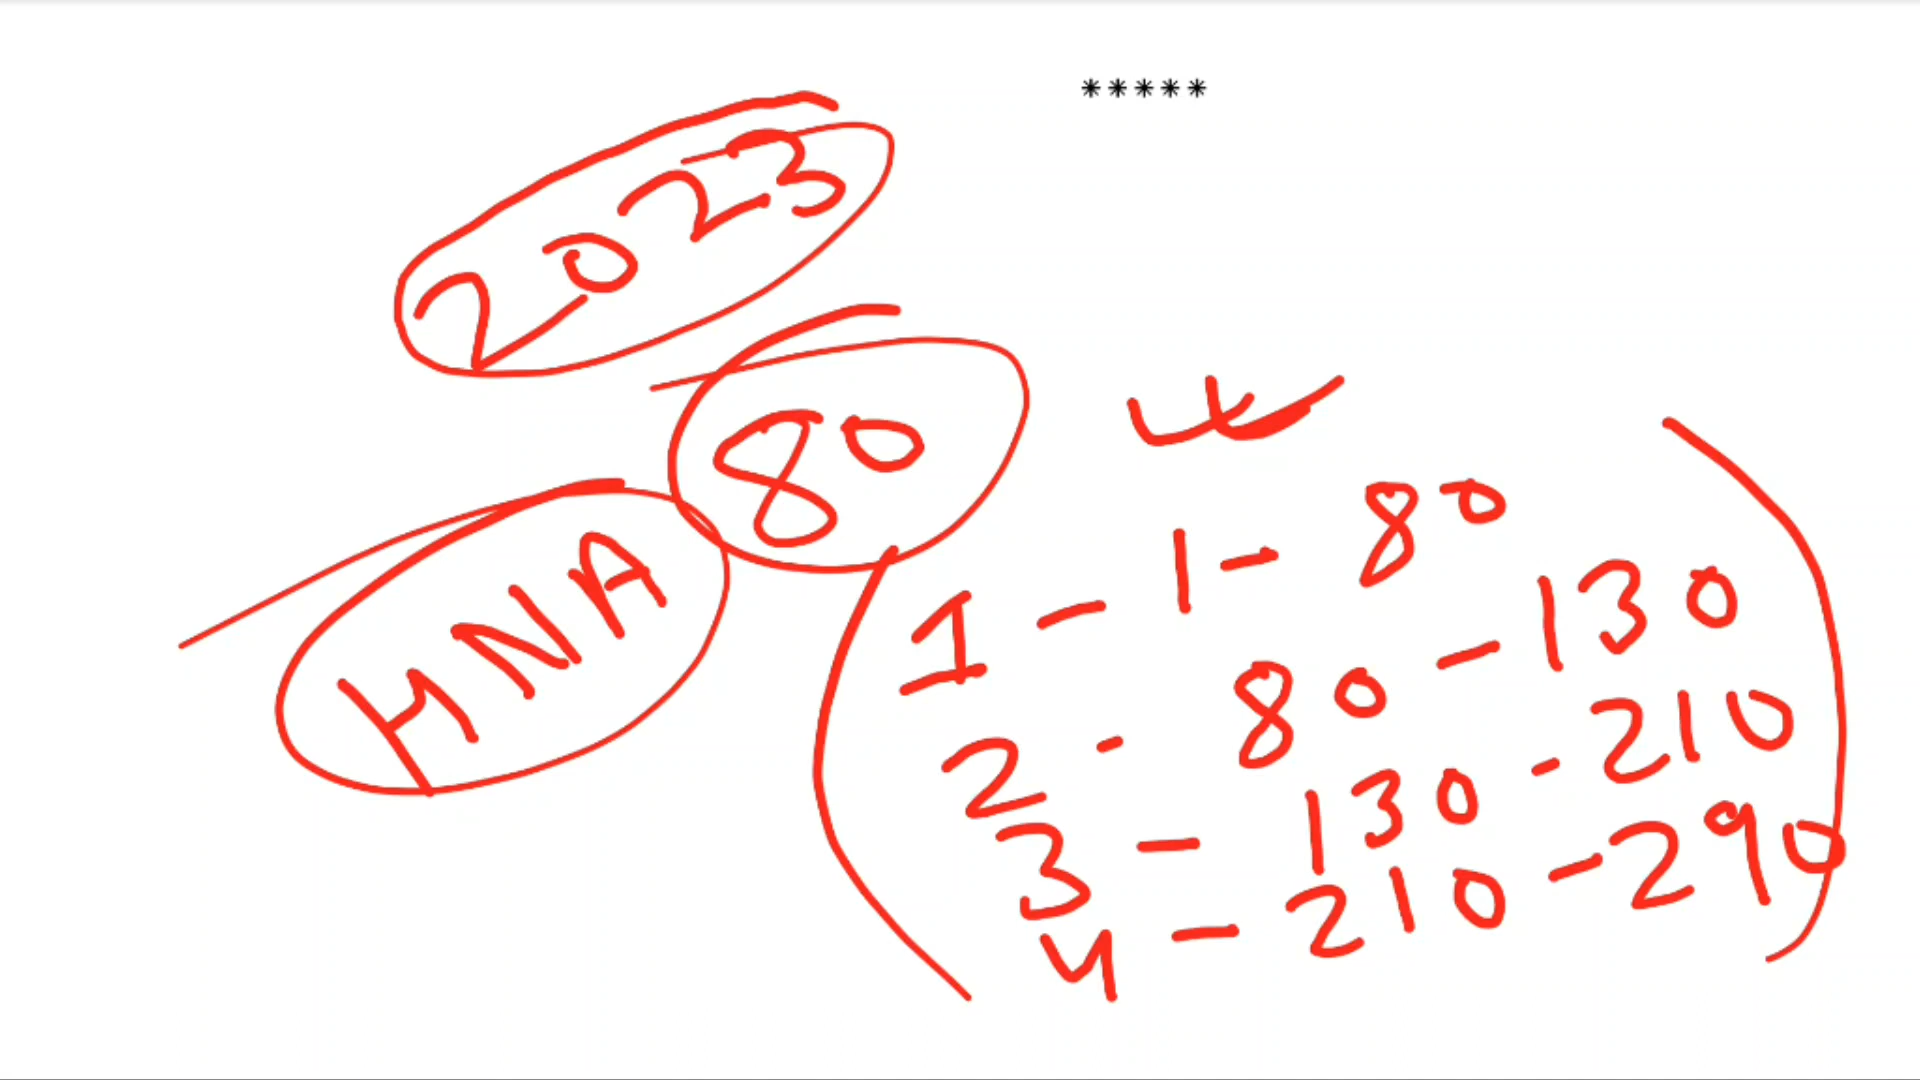 *****
2023
80
HNA
1 - 1 - 80
2 - 80 - 130
3 - 130 - 210
4 - 210 - 290